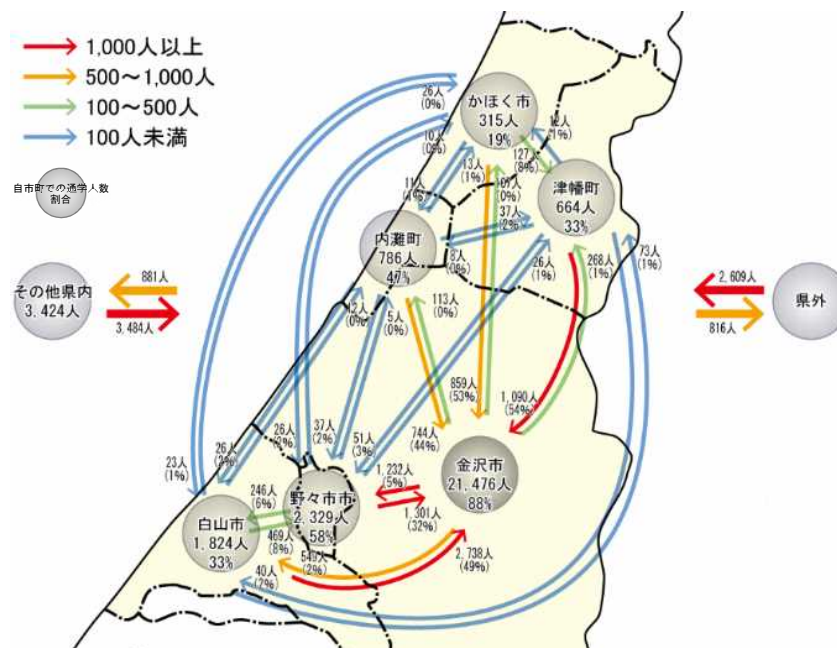 1,000人以上
500～1,000人
100～500人
100人未満
自市町での通学人数
割合
かほく市
315人
19%
津幡町
664人
33%
内灘町
786人
47%
その他県内
3,424人
881人
3,484人
県外
2,609人
816人
金沢市
21,476人
88%
野々市市
2,329人
58%
白山市
1,824人
33%
26人
(0%)
10人
(0%)
11人
(1%)
13人
(1%)
(0%)
12人
(1%)
127人
(8%)
37人
(2%)
8人
(0%)
26人
(1%)
268人
(1%)
73人
(1%)
12人
(0%)
5人
(0%)
113人
(0%)
859人
(53%)
1,090人
(54%)
744人
(44%)
51人
(3%)
37人
(2%)
26人
26人
23人
(1%)
1,232人
(5%)
1,301人
(32%)
246人
(6%)
469人
(8%)
549人
(2%)
2,738人
(49%)
40人
(2%)